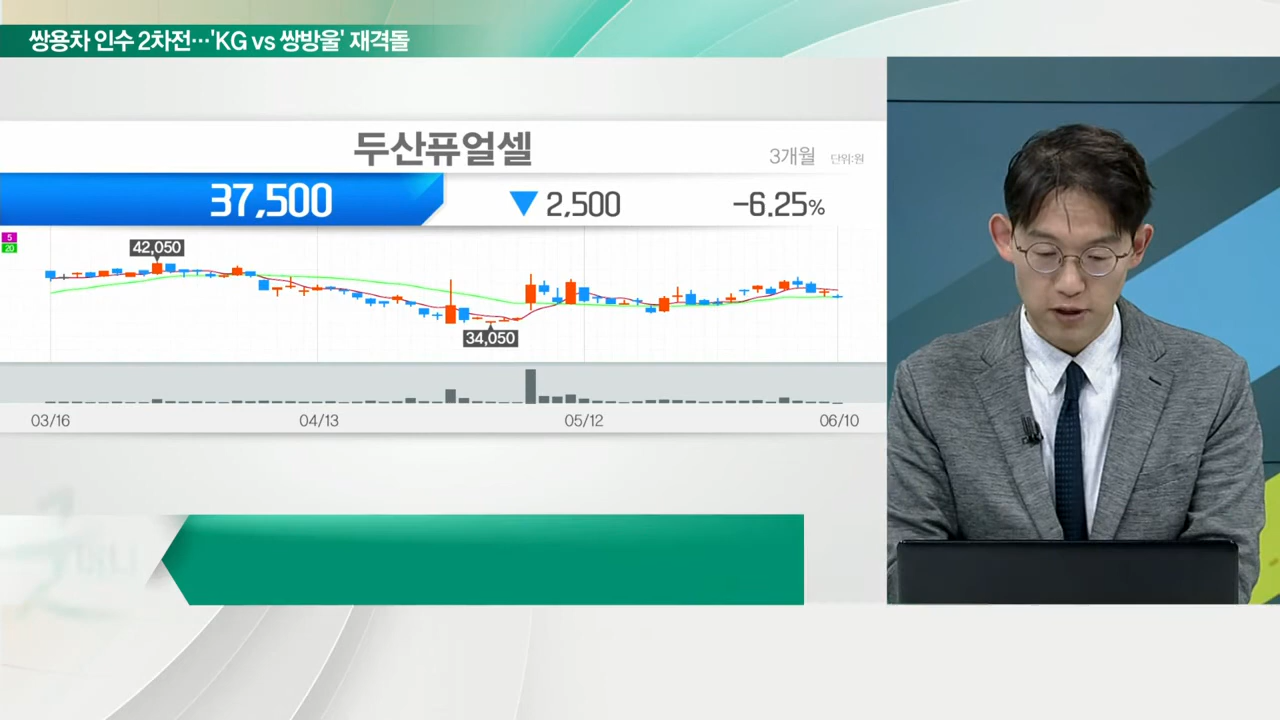 쌍용차 인수 2차전…'KG vs 쌍방울' 재격돌
두산퓨얼셀
3개월 단위:원
37,500 ▼ 2,500 -6.25%
5
20
42,050
34,050
03/16 04/13 05/12 06/10
머니